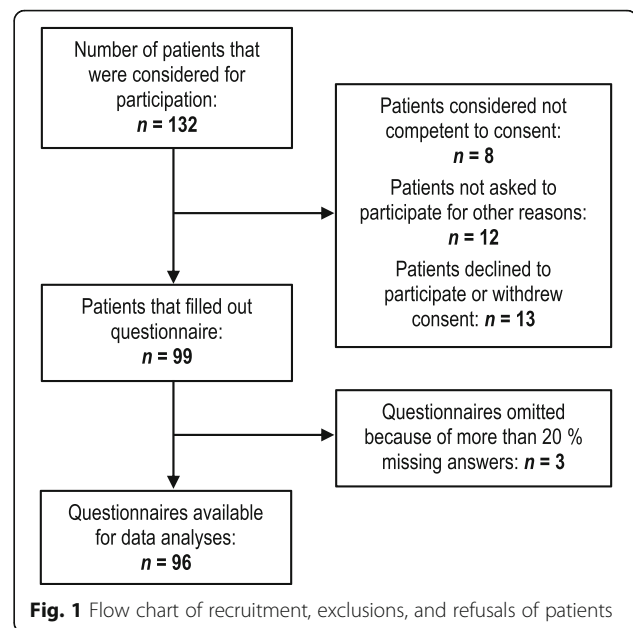 Number of patients that
were considered for
participation:
n = 132
Patients considered not
competent to consent:
n = 8
Patients not asked to
participate for other reasons:
n = 12
Patients declined to
participate or withdrew
consent: n = 13
Patients that filled out
questionnaire:
n = 99
Questionnaires omitted
because of more than 20 %
missing answers: n = 3
Questionnaires available
for data analyses:
n = 96
Fig. 1 Flow chart of recruitment, exclusions, and refusals of patients